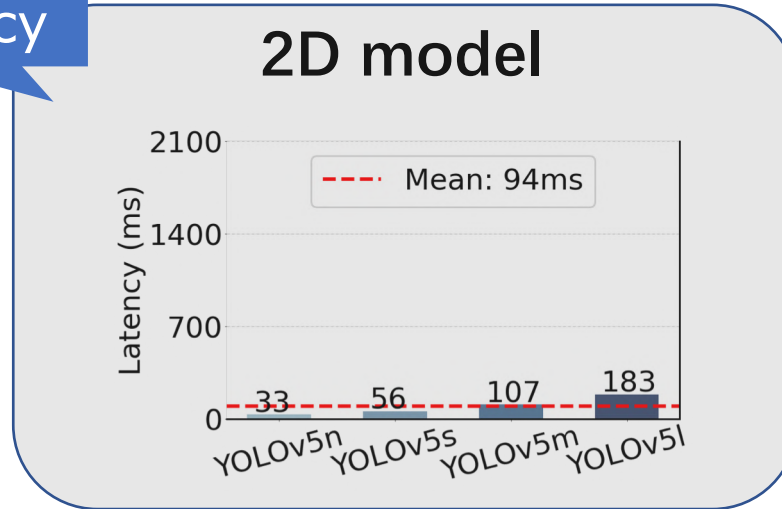 cy
2D model
2100
1400
700
0
Latency (ms)
Mean: 94ms
33
56
107
183
YOLOv5n
YOLOv5s
YOLOv5m
YOLOv5l